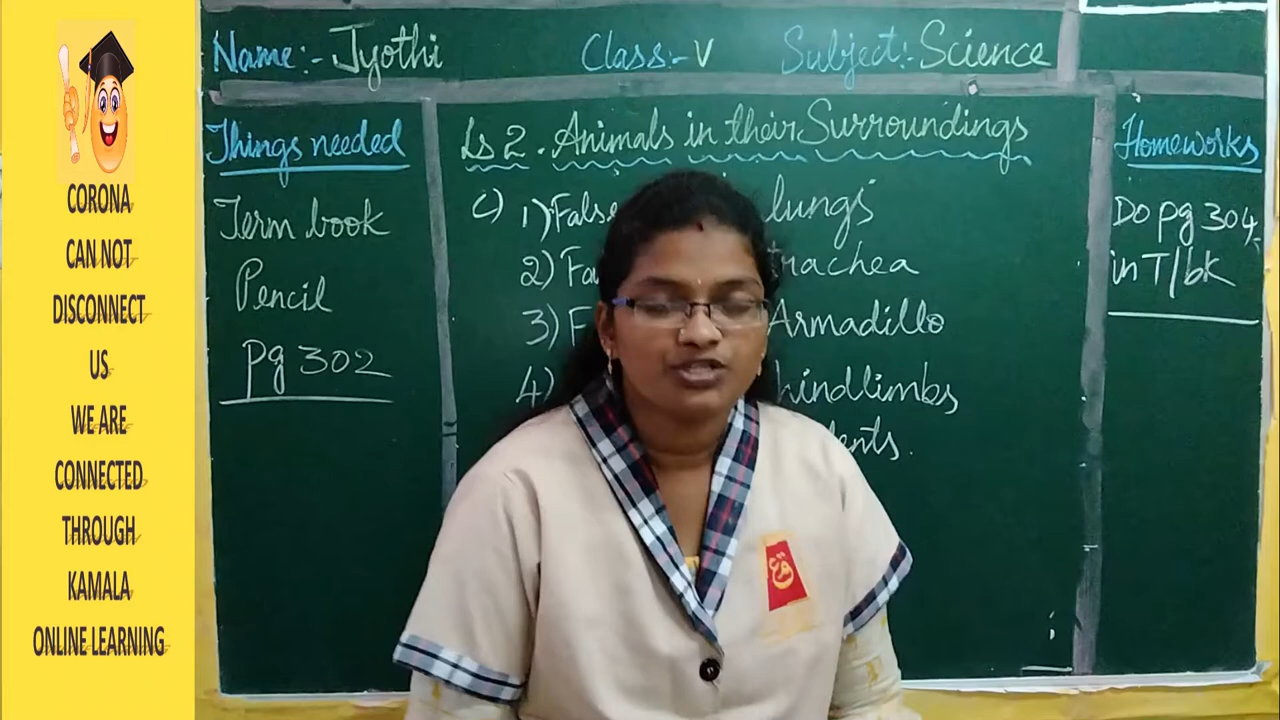 CORONA
CAN NOT
DISCONNECT
US
WE ARE
CONNECTED
THROUGH
KAMALA
ONLINE LEARNING
Name:- Jyothi Class:- V Subject:- Science
Things needed
Term book
Pencil
Pg 302
Ls 2. Animals in their Surroundings
C) 1) False lungs
2) trachea
3) Armadillo
4) hindlimbs
Homeworks
Do pg 304,
in T/bk